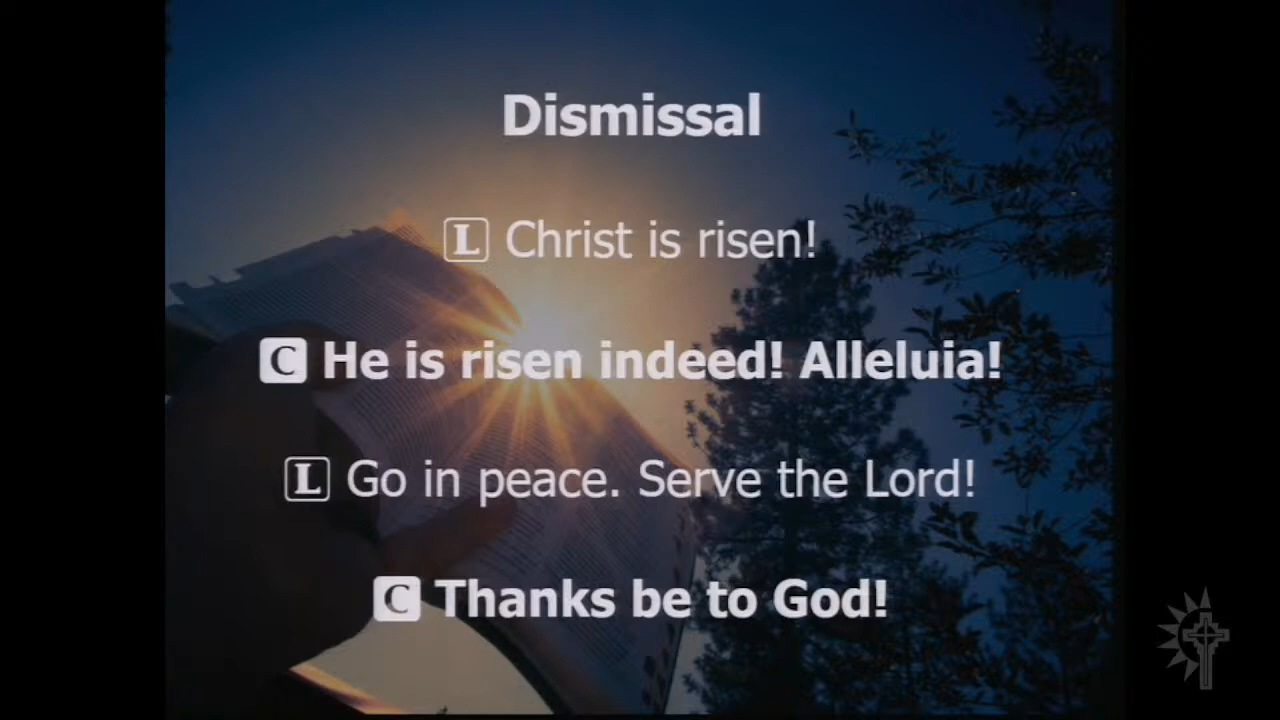 Dismissal
L Christ is risen!
C He is risen indeed! Alleluia!
L Go in peace. Serve the Lord!
C Thanks be to God!